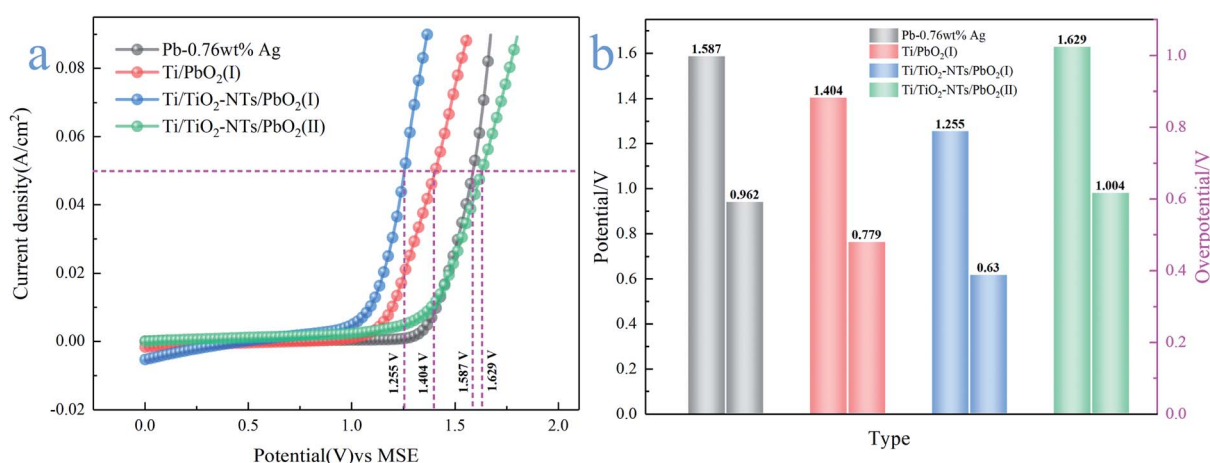 a
Pb-0.76wt% Ag
Ti/PbO₂(I)
Ti/TiO₂-NTs/PbO₂(I)
Ti/TiO₂-NTs/PbO₂(II)
Current density(A/cm²)
0.08
0.06
0.04
0.02
0.00
-0.02
1.255 V
1.404 V
1.587 V
1.629 V
0.0
0.5
1.0
1.5
2.0
Potential(V)vs MSE
b
Pb-0.76wt% Ag
Ti/PbO₂(I)
Ti/TiO₂-NTs/PbO₂(I)
Ti/TiO₂-NTs/PbO₂(II)
Potential/V
1.6
1.4
1.2
1.0
0.8
0.6
0.4
0.2
0.0
1.587
0.962
1.404
0.779
1.255
0.63
1.629
1.004
Type
1.0
0.8
0.6
0.4
0.2
0.0
Overpotential/V